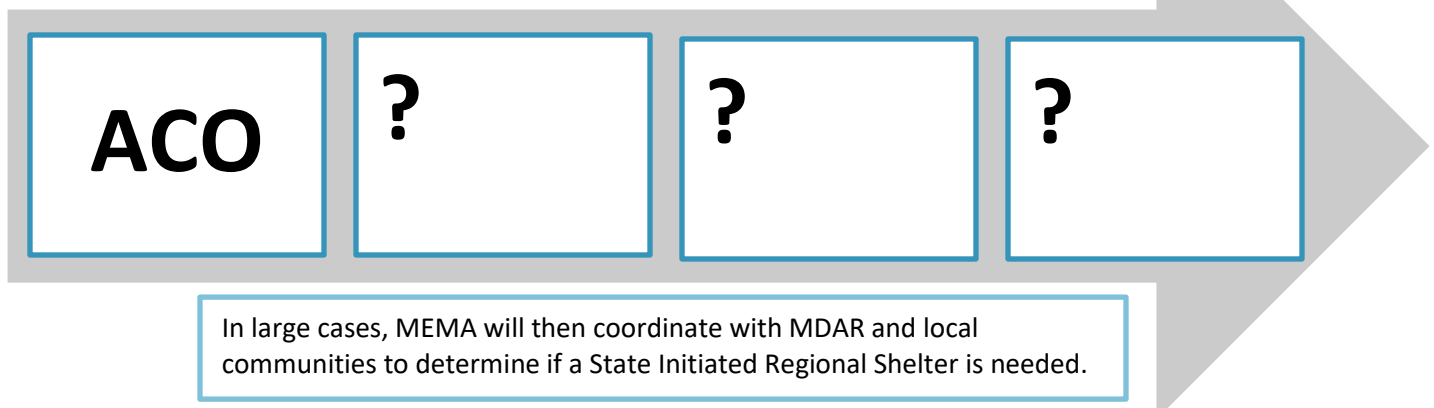 ACO
?
?
?
In large cases, MEMA will then coordinate with MDAR and local
communities to determine if a State Initiated Regional Shelter is needed.